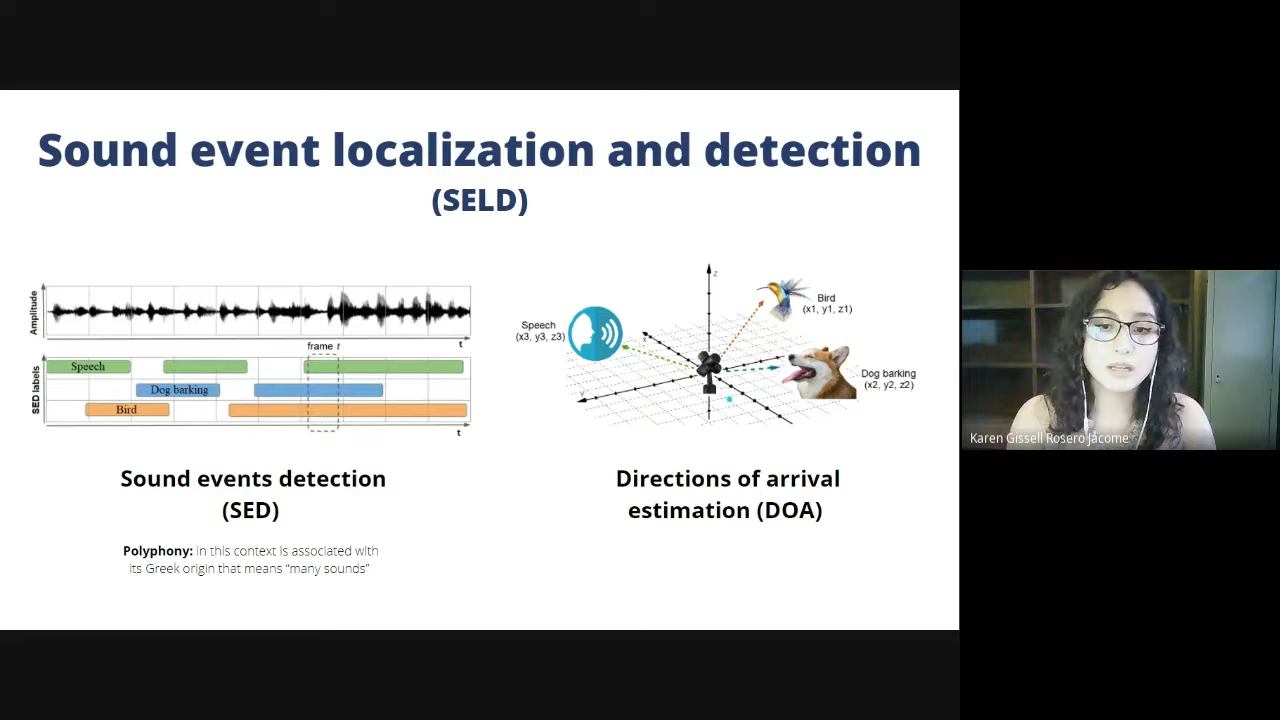 Sound event localization and detection
(SELD)
Amplitude
t
frame t
SED labels
Speech
Dog barking
Bird
t
Sound events detection
(SED)
Polyphony: in this context is associated with
its Greek origin that means “many sounds”
z
Bird
(x1, y1, z1)
Speech
(x3, y3, z3)
x
Dog barking
(x2, y2, z2)
y
Directions of arrival
estimation (DOA)
Karen Gissell Rosero Jácome